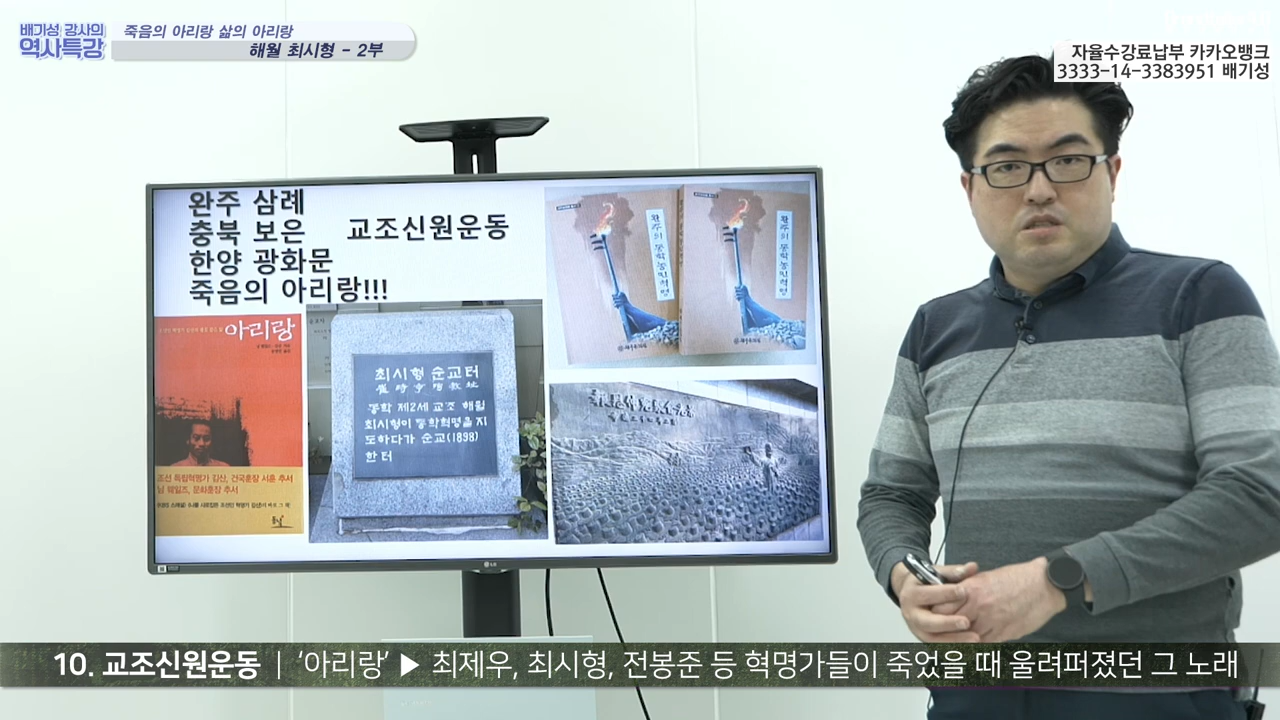 배기성 강사의
역사특강
죽음의 아리랑 삶의 아리랑
해월 최시형 - 2부
자율수강료납부 카카오뱅크
3333-14-3383951 배기성
완주 삼례
충북 보은
한양 광화문
죽음의 아리랑!!!
교조신원운동
완주의 동학농민혁명
완주의 동학농민혁명
아리랑
조선 독립혁명가 김산, 건국훈장 서훈 추서
님 웨일즈, 문화훈장 추서
최시형 순교터
崔時亨殉敎址
동학 제2세 교조 해월
최시형이 동학혁명을 지
도하다가 순교(1898)
한 터
LG
10. 교조신원운동 | ‘아리랑’ ▶ 최제우, 최시형, 전봉준 등 혁명가들이 죽었을 때 울려퍼졌던 그 노래